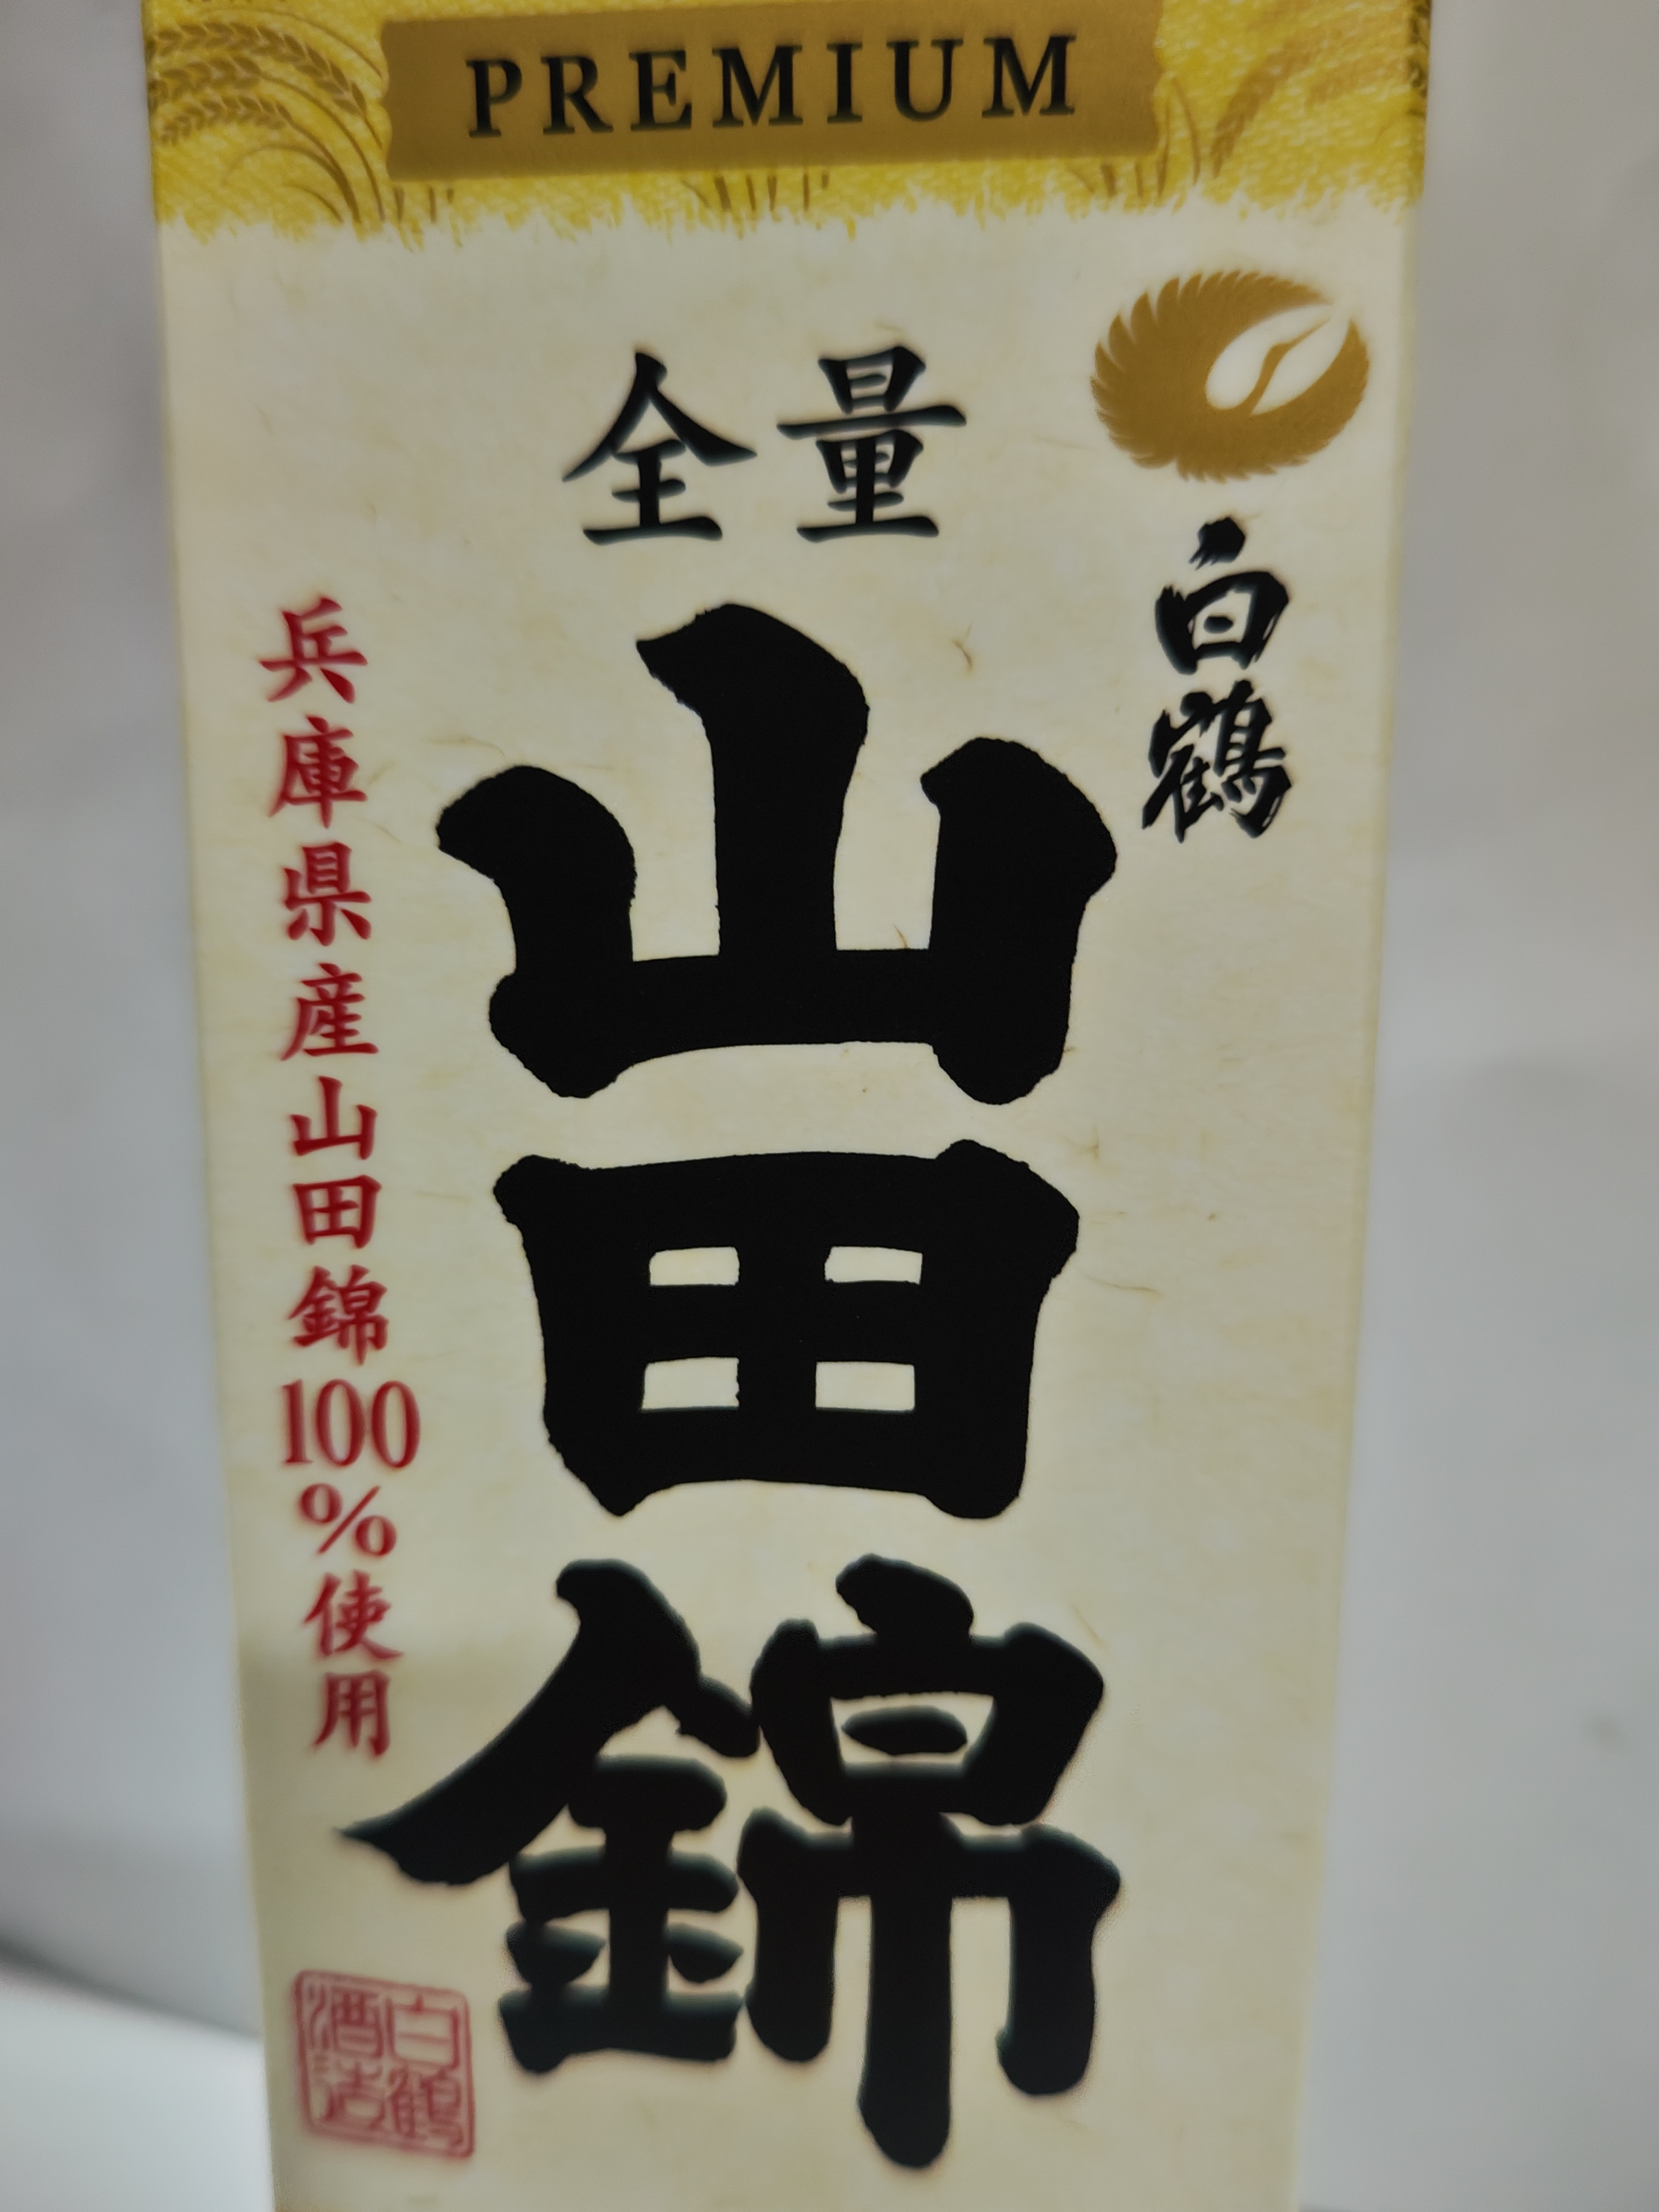 PREMIUM
全量
白鶴
山田錦
兵庫県産山田錦100%使用
白鶴
酒造